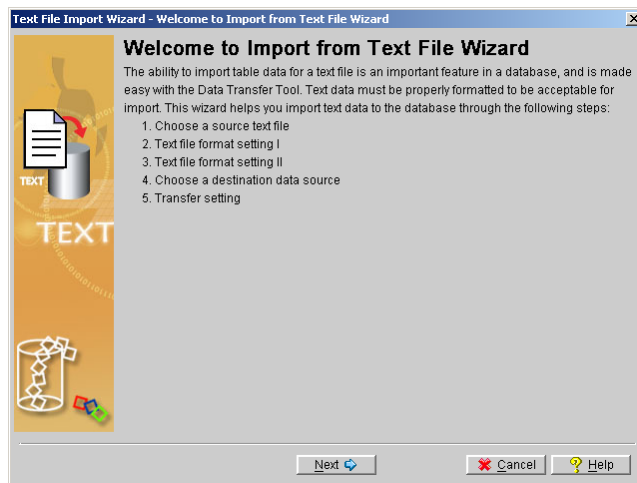 Text File Import Wizard - Welcome to Import from Text File Wizard
Welcome to Import from Text File Wizard
The ability to import table data for a text file is an important feature in a database, and is made
easy with the Data Transfer Tool. Text data must be properly formatted to be acceptable for
import. This wizard helps you import text data to the database through the following steps:
1. Choose a source text file
2. Text file format setting I
3. Text file format setting II
4. Choose a destination data source
5. Transfer setting
TEXT
TEXT
Next
Cancel
Help